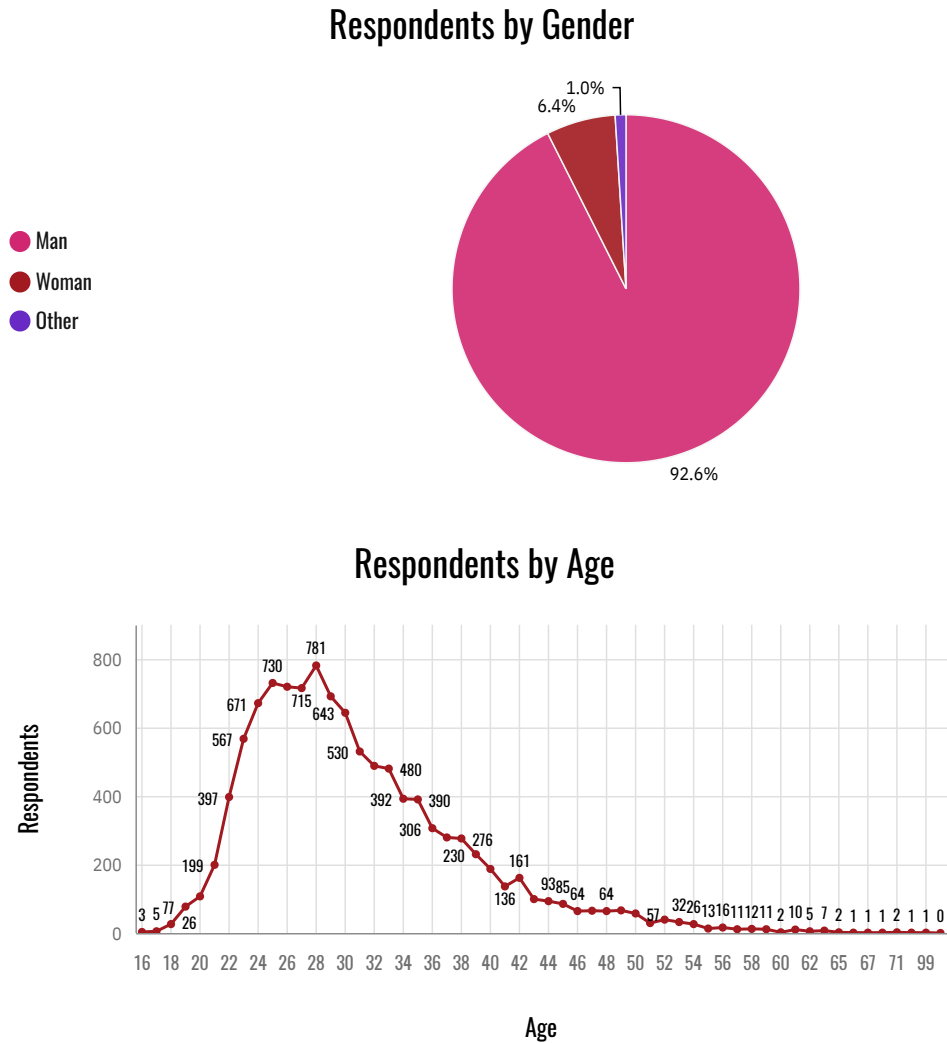 Respondents by Gender
1.0%
6.4%
Man
Woman
Other
92.6%
Respondents by Age
781
800
730
671
715
643
600
567
530
480
Respondents
400
397
392
390
306
276
230
200
199
161
136
93 85 64 64
3 5 77 26 57 32 26 13 16 11 12 11 2 10 5 7 2 1 1 1 2 1 1 0
0
16 18 20 22 24 26 28 30 32 34 36 38 40 42 44 46 48 50 52 54 56 58 60 62 65 67 71 99
Age